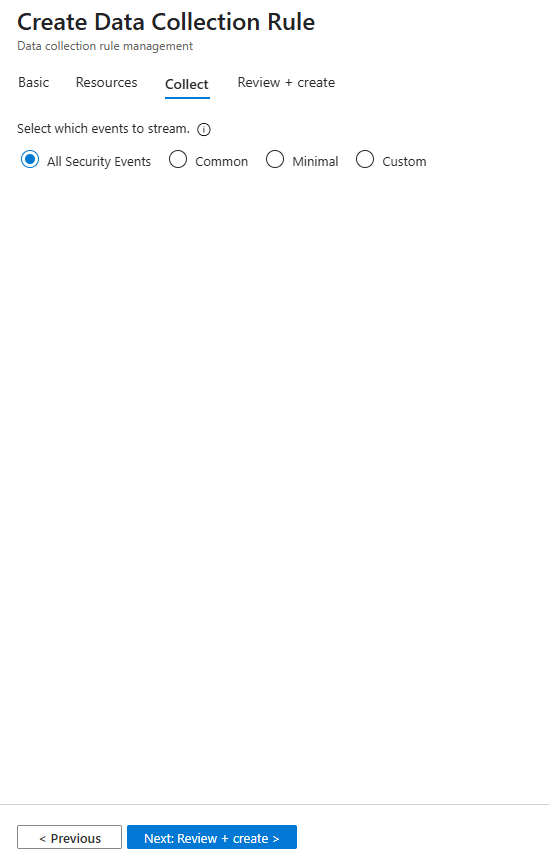 Create Data Collection Rule
Data collection rule management
Basic Resources Collect Review + create
Select which events to stream.
All Security Events Common Minimal Custom
< Previous Next: Review + create >